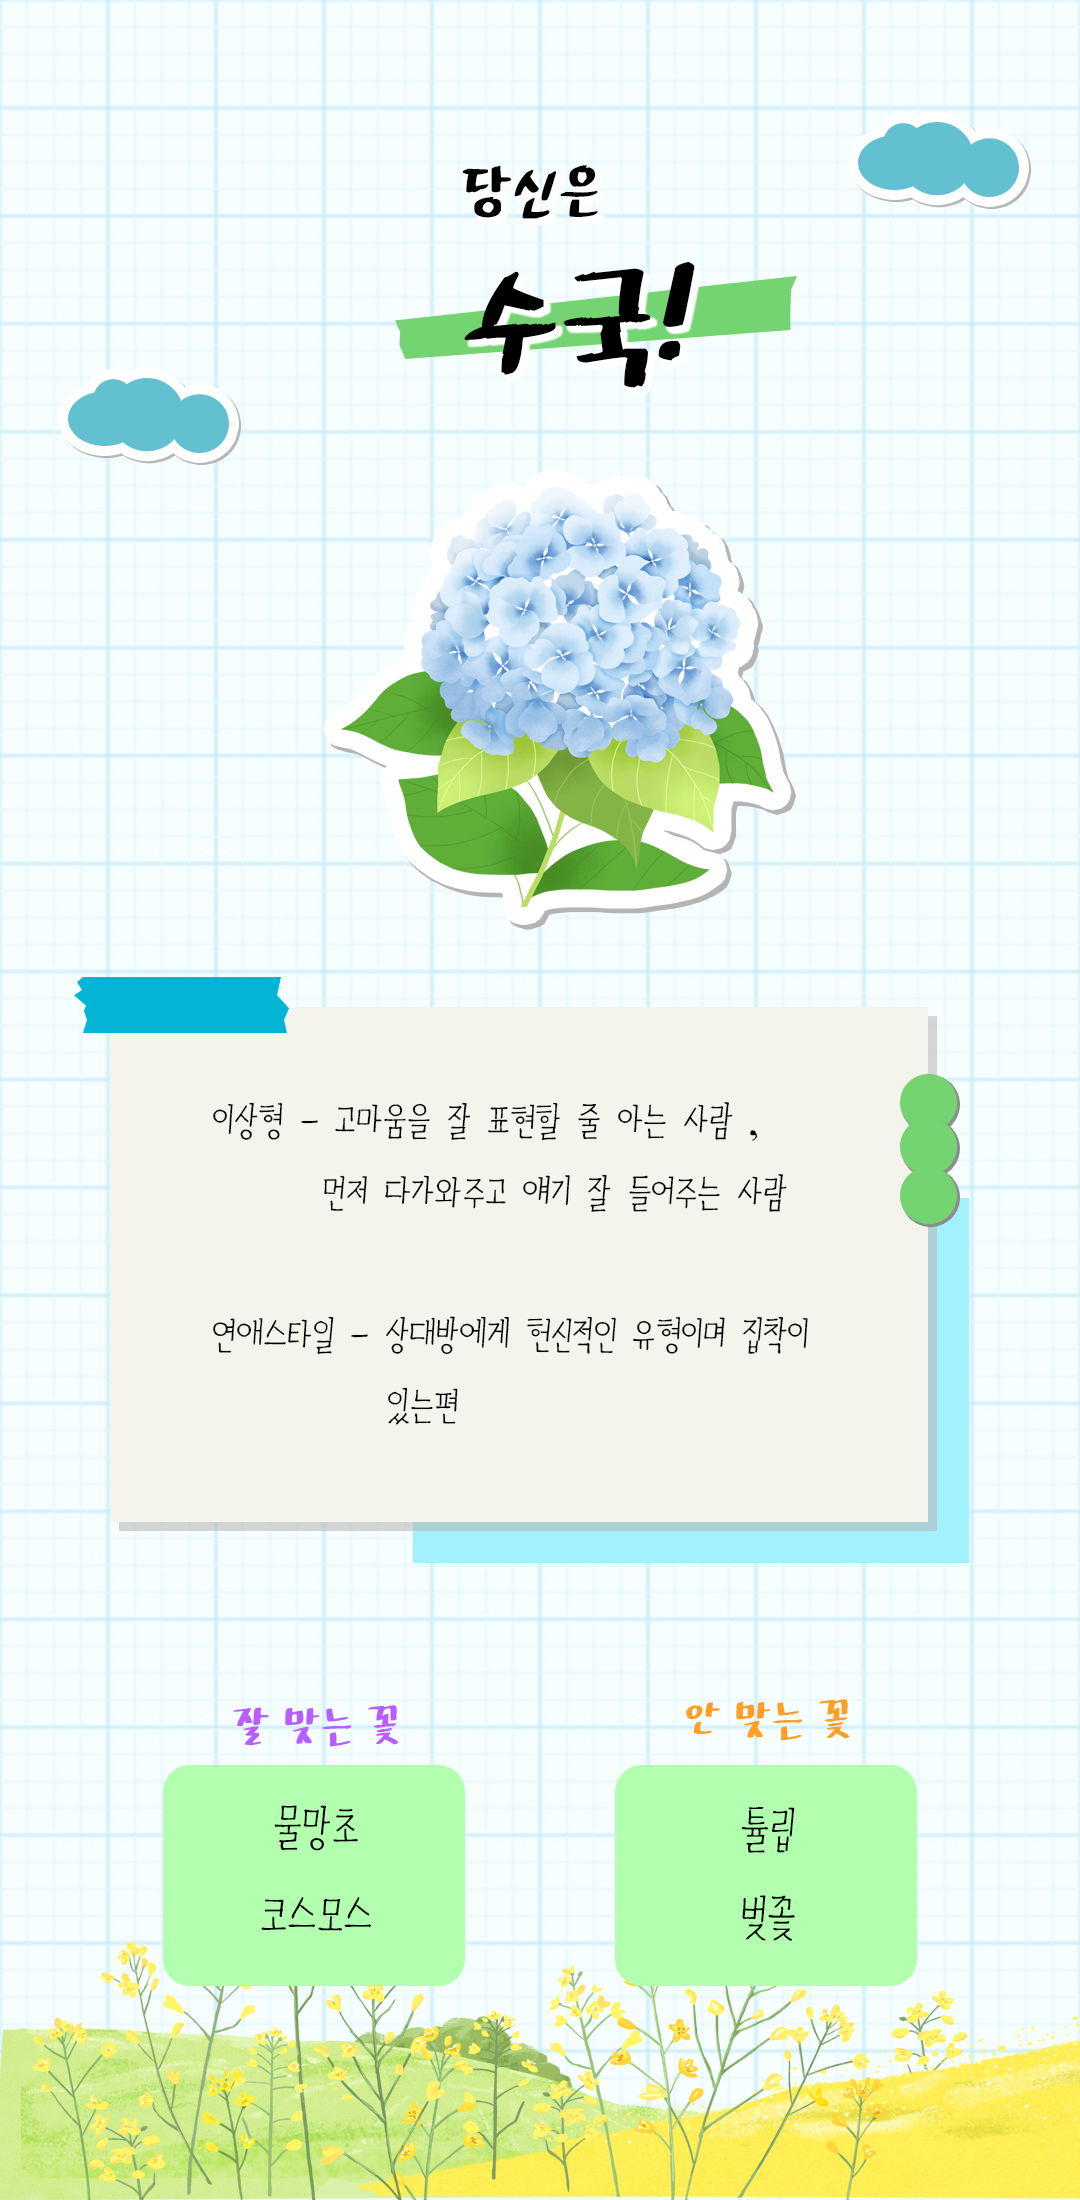 당신은
수국!
이상형 - 고마움을 잘 표현할 줄 아는 사람 ,
먼저 다가와주고 얘기 잘 들어주는 사람
연애스타일 - 상대방에게 헌신적인 유형이며 집착이
있는편
잘 맞는 꽃
안 맞는 꽃
물망초
튤립
코스모스
벚꽃